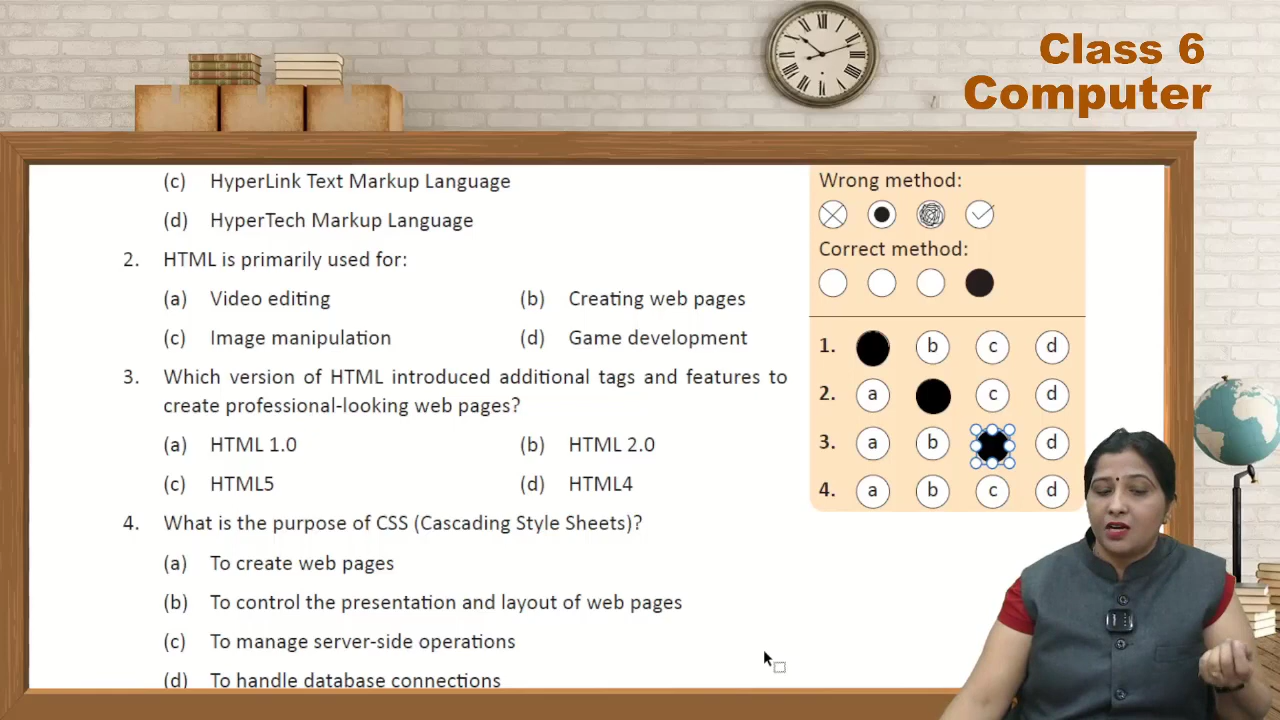 Class 6
Computer
(c) HyperLink Text Markup Language
(d) HyperTech Markup Language
2. HTML is primarily used for:
(a) Video editing (b) Creating web pages
(c) Image manipulation (d) Game development
3. Which version of HTML introduced additional tags and features to
create professional-looking web pages?
(a) HTML 1.0 (b) HTML 2.0
(c) HTML5 (d) HTML4
4. What is the purpose of CSS (Cascading Style Sheets)?
(a) To create web pages
(b) To control the presentation and layout of web pages
(c) To manage server-side operations
(d) To handle database connections
Wrong method:
Correct method:
1. b c d
2. a c d
3. a b d
4. a b c d